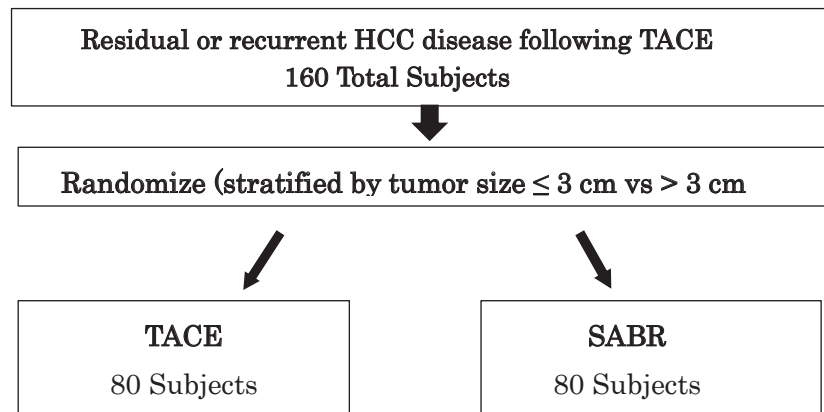 Residual or recurrent HCC disease following TACE
160 Total Subjects
Randomize (stratified by tumor size ≤ 3 cm vs > 3 cm
TACE
80 Subjects
SABR
80 Subjects